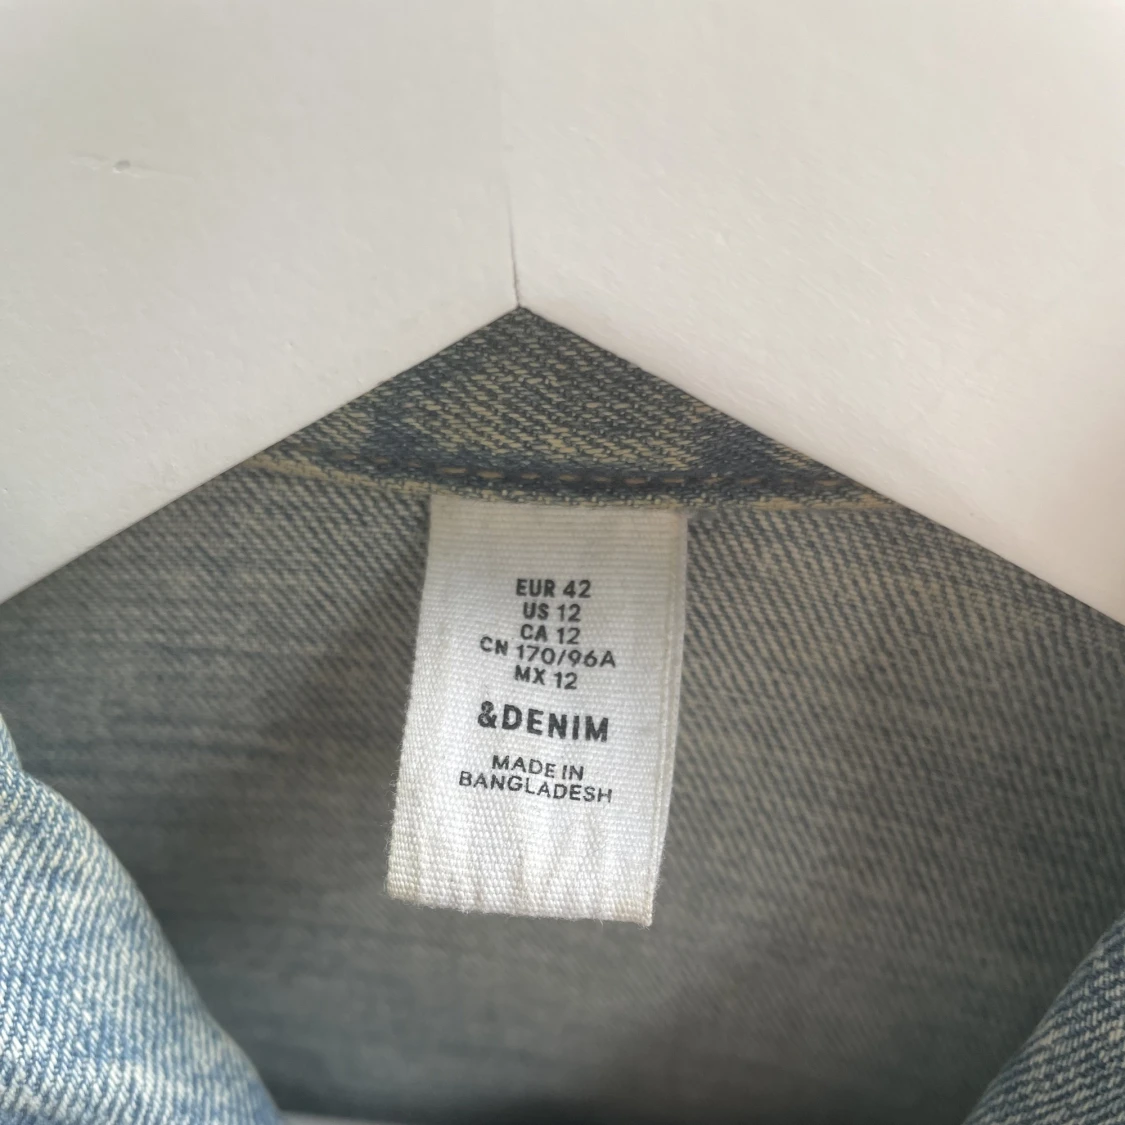 EUR 42
US 12
CA 12
CN 170/96A
MX 12
&DENIM
MADE IN
BANGLADESH